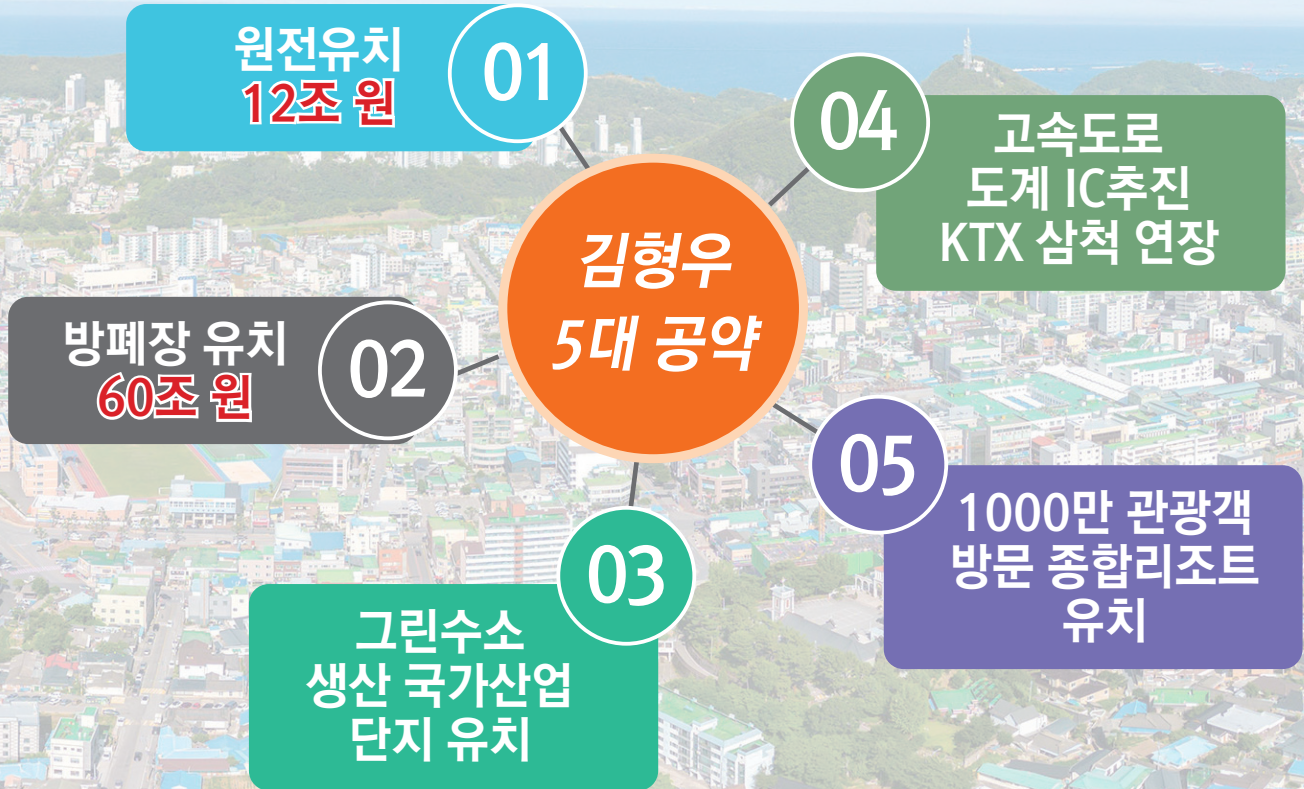 김형우
5대 공약
01
원전유치
12조 원
02
방폐장 유치
60조 원
03
그린수소
생산 국가산업
단지 유치
04
고속도로
도계 IC추진
KTX 삼척 연장
05
1000만 관광객
방문 종합리조트
유치